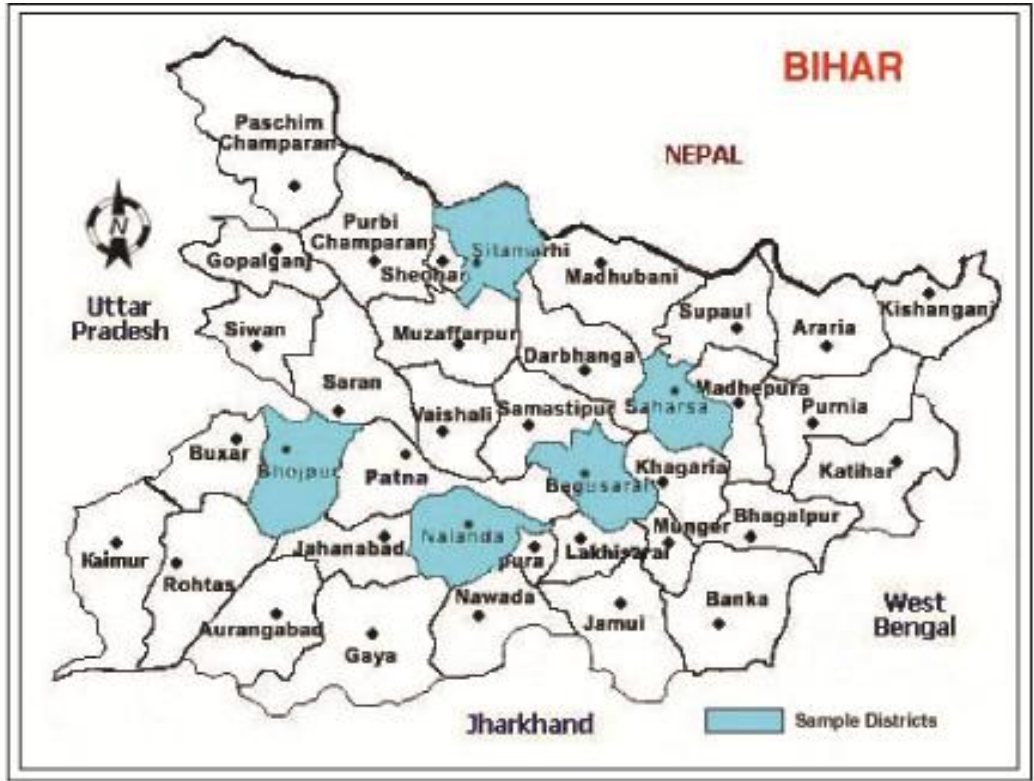 BIHAR
NEPAL
Paschim
Champaran
Purbi
Champaran
Sitamarhi
Gopalganj
Sheohar
Madhubani
Kishanganj
Uttar
Pradesh
Siwan
Muzaffarpur
Supaul
Araria
Darbhanga
Saran
Madhepura
Vaishali
Samastipur
Saharsa
Purnia
Buxar
Bhojpur
Patna
Khagaria
Katihar
Begusarai
Kaimur
Jahanabad
Nalanda
pura
Lakhisarai
Munger
Bhagalpur
Rohtas
Nawada
Banka
West
Bengal
Aurangabad
Gaya
Jamui
Jharkhand
Sample Districts
N